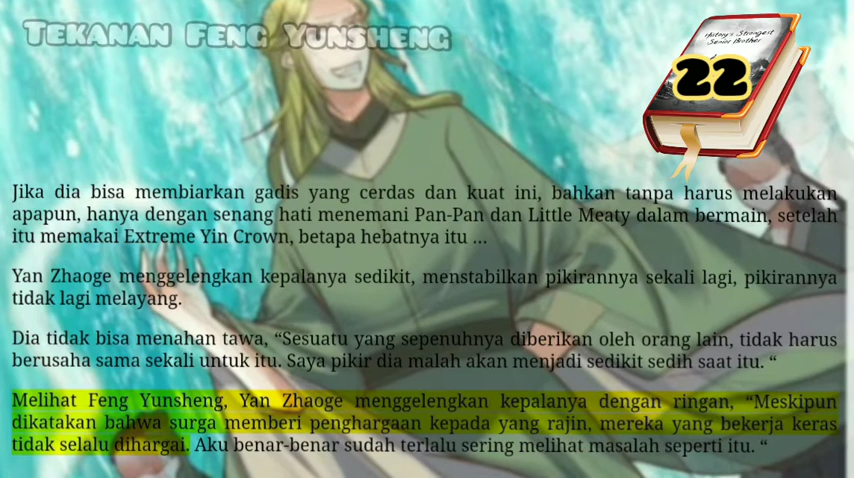 TEKANAN FENG YUNSHENG
History's Strongest
Senior Brother
22
Jika dia bisa membiarkan gadis yang cerdas dan kuat ini, bahkan tanpa harus melakukan
apapun, hanya dengan senang hati menemani Pan-Pan dan Little Meaty dalam bermain, setelah
itu memakai Extreme Yin Crown, betapa hebatnya itu ...
Yan Zhaoge menggelengkan kepalanya sedikit, menstabilkan pikirannya sekali lagi, pikirannya
tidak lagi melayang.
Dia tidak bisa menahan tawa, “Sesuatu yang sepenuhnya diberikan oleh orang lain, tidak harus
berusaha sama sekali untuk itu. Saya pikir dia malah akan menjadi sedikit sedih saat itu. “
Melihat Feng Yunsheng, Yan Zhaoge menggelengkan kepalanya dengan ringan, “Meskipun
dikatakan bahwa surga memberi penghargaan kepada yang rajin, mereka yang bekerja keras
tidak selalu dihargai. Aku benar-benar sudah terlalu sering melihat masalah seperti itu. “